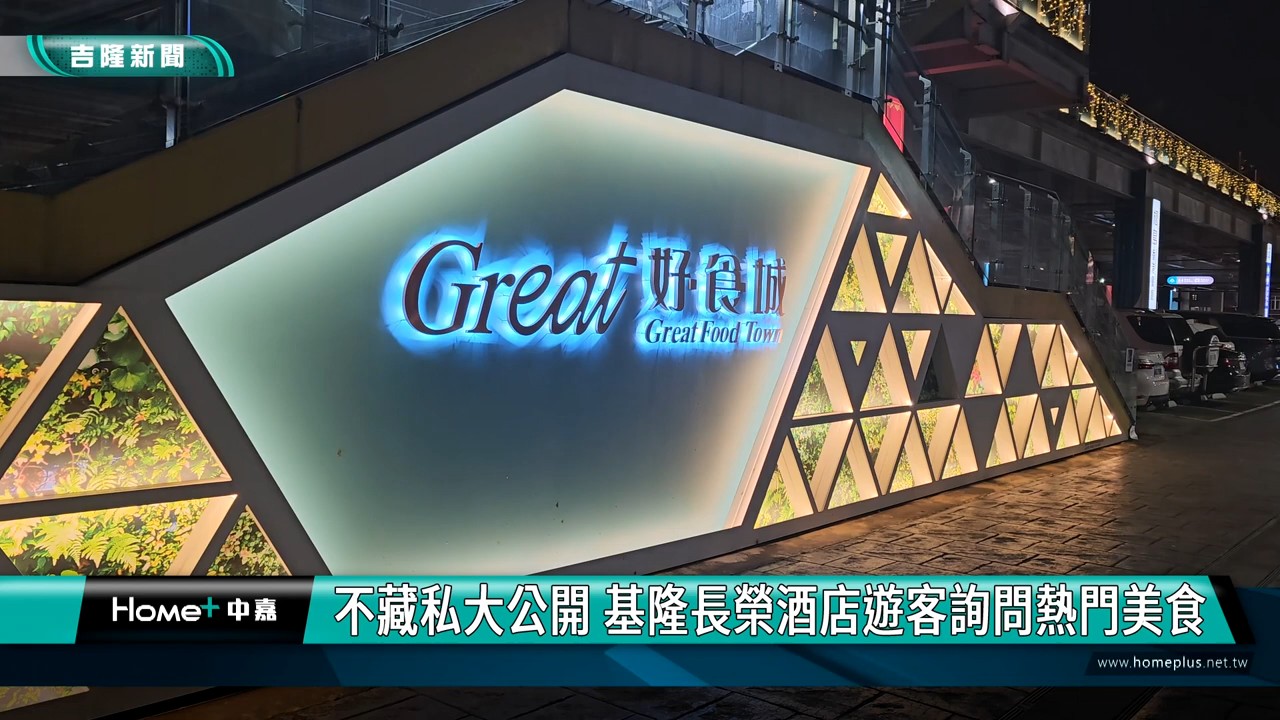 吉隆新聞
Great 好食城
Great Food Town
Home+ 中嘉
不藏私大公開 基隆長榮酒店遊客詢問熱門美食
www.homeplus.net.tw